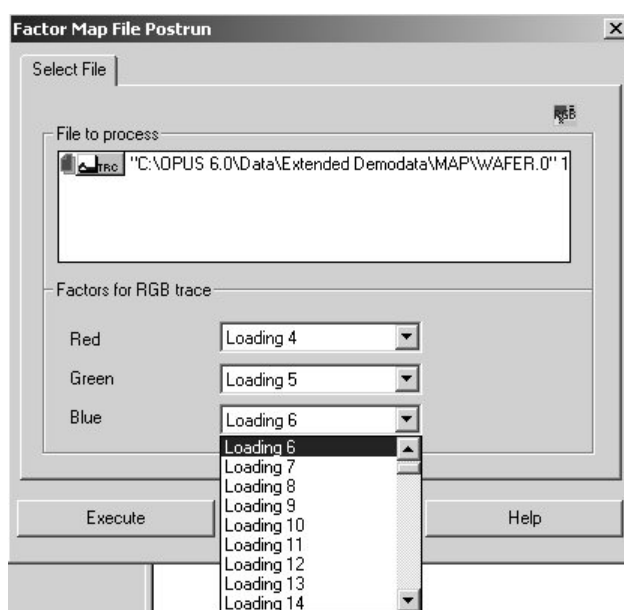 Factor Map File Postrun
Select File
RGB
File to process
TRC "C:\OPUS 6.0\Data\Extended Demodata\MAP\WAFER.0" 1
Factors for RGB trace
Red Loading 4
Green Loading 5
Blue Loading 6
Loading 6
Loading 7
Loading 8
Loading 9
Loading 10
Loading 11
Loading 12
Loading 13
Loading 14
Execute
Help